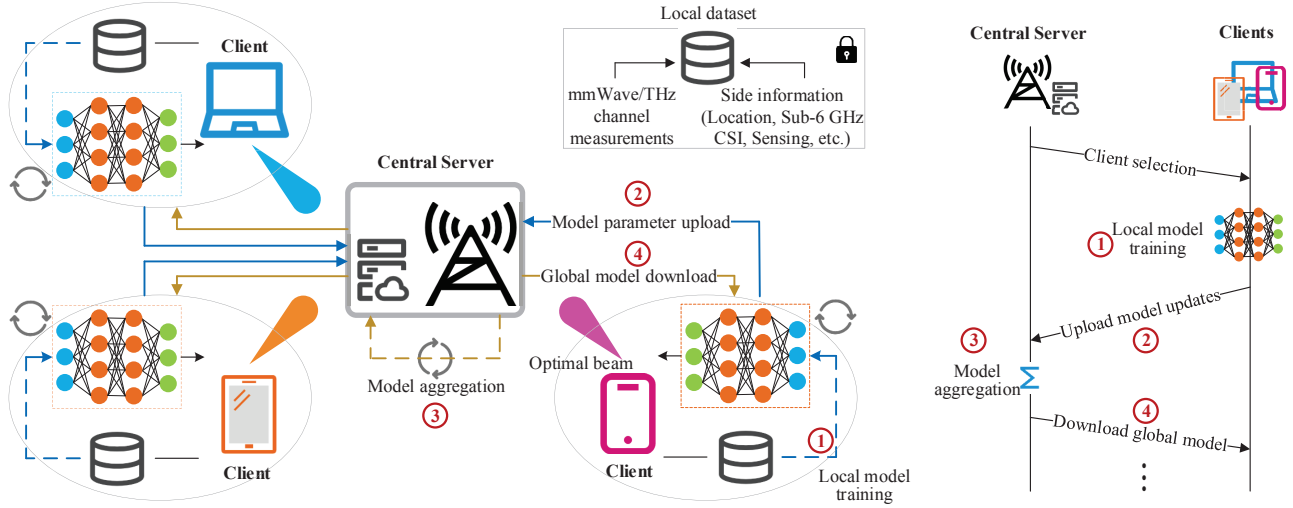 Client
Local dataset
mmWave/THz
channel
measurements
Side information
(Location, Sub-6 GHz
CSI, Sensing, etc.)
Central Server
2
Model parameter upload
4
Global model download
Model aggregation
3
Optimal beam
Client
Client
1
Local model
training
Central Server
Clients
Client selection
1
Local model
training
Upload model updates
2
3
Model
aggregation
Σ
4
Download global model